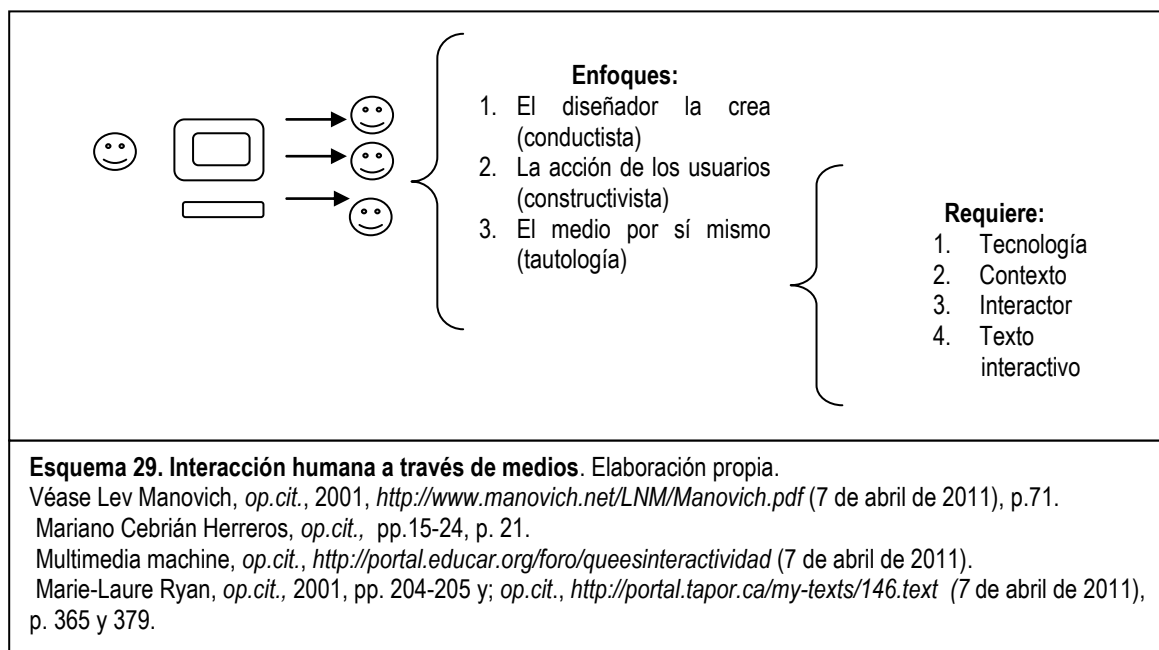 Enfoques:
1. El diseñador la crea
(conductista)
2. La acción de los usuarios
(constructivista)
3. El medio por sí mismo
(tautología)
Requiere:
1. Tecnología
2. Contexto
3. Interactor
4. Texto
interactivo
Esquema 29. Interacción humana a través de medios. Elaboración propia.
Véase Lev Manovich, op.cit., 2001, http://www.manovich.net/LNM/Manovich.pdf (7 de abril de 2011), p.71.
Mariano Cebrián Herreros, op.cit., pp.15-24, p. 21.
Multimedia machine, op.cit., http://portal.educar.org/foro/queesinteractividad (7 de abril de 2011).
Marie-Laure Ryan, op.cit., 2001, pp. 204-205 y; op.cit., http://portal.tapor.ca/my-texts/146.text (7 de abril de 2011),
p. 365 y 379.